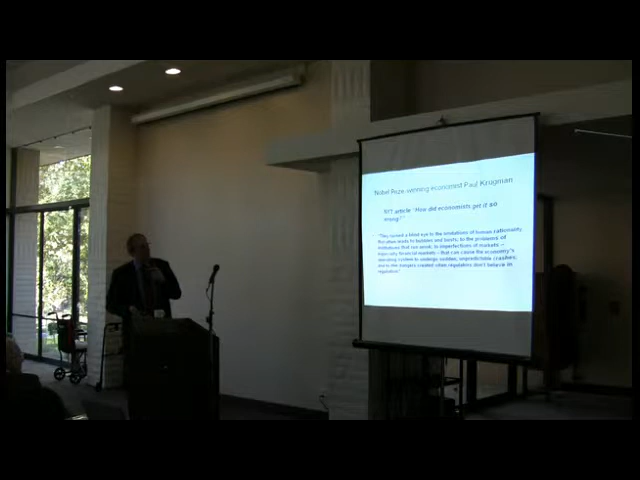 Nobel Prize-winning economist Paul Krugman
NYT article "How did economists get it so
wrong?"
"They turned a blind eye to the limitations of human rationality
that often leads to bubbles and busts; to the problems of
institutions that run amok; to imperfections of markets –
especially financial markets – that can cause the economy's
operating system to undergo sudden, unpredictable crashes;
and to the dangers created when regulators don't believe in
regulation"